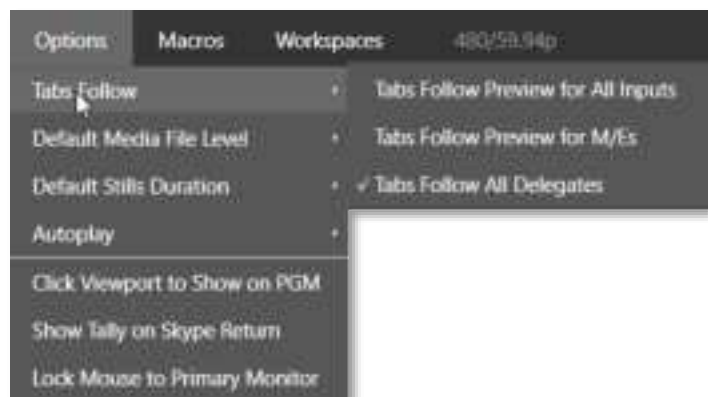 Options Macros Workspaces 480/59.94p
Tabs Follow
Tabs Follow Preview for All Inputs
Default Media File Level
Tabs Follow Preview for M/Es
Default Stills Duration
✓ Tabs Follow All Delegates
Autoplay
Click Viewport to Show on PGM
Show Tally on Skype Return
Lock Mouse to Primary Monitor